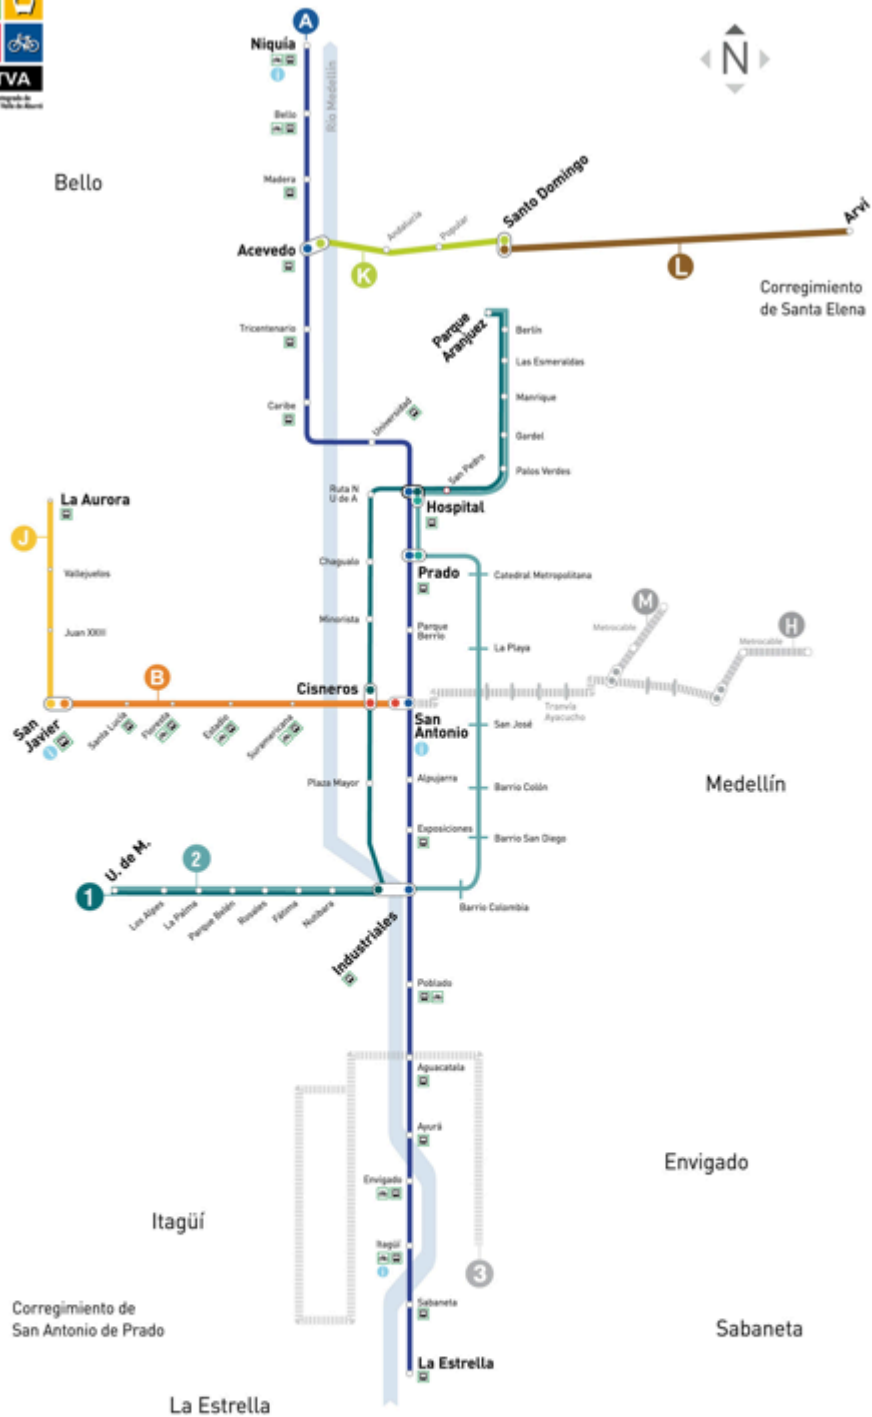 TVA
A
Niquía
Río Medellín
N
Bello
Bello
Madera
Santo Domingo
Arví
Andalucía
Popular
Acevedo
K
L
Corregimiento
de Santa Elena
Parque
Aranjuez
Tricentenario
Berlín
Las Esmeraldas
Manrique
Caribe
Universidad
Gardel
San Pedro
Palos Verdes
Ruta N
U de A
La Aurora
Hospital
J
Chagualo
Vallejuelos
Prado
Catedral Metropolitana
M
Metrocable
H
Metrocable
Minorista
Parque
Berrío
Juan XXIII
La Playa
B
Cisneros
San
Javier
Santa Lucía
Floresta
Estadio
Suramericana
San
Antonio
Tranvía
Ayacucho
San José
Plaza Mayor
Alpujarra
Barrio Colón
Medellín
Exposiciones
Barrio San Diego
U. de M.
2
1
Los Alpes
La Palma
Parque Belén
Rosales
Fátima
Nutibara
Barrio Colombia
Industriales
Poblado
Aguacatala
Ayurá
Envigado
Envigado
Itagüí
Itagüí
3
Corregimiento de
San Antonio de Prado
Sabaneta
Sabaneta
La Estrella
La Estrella